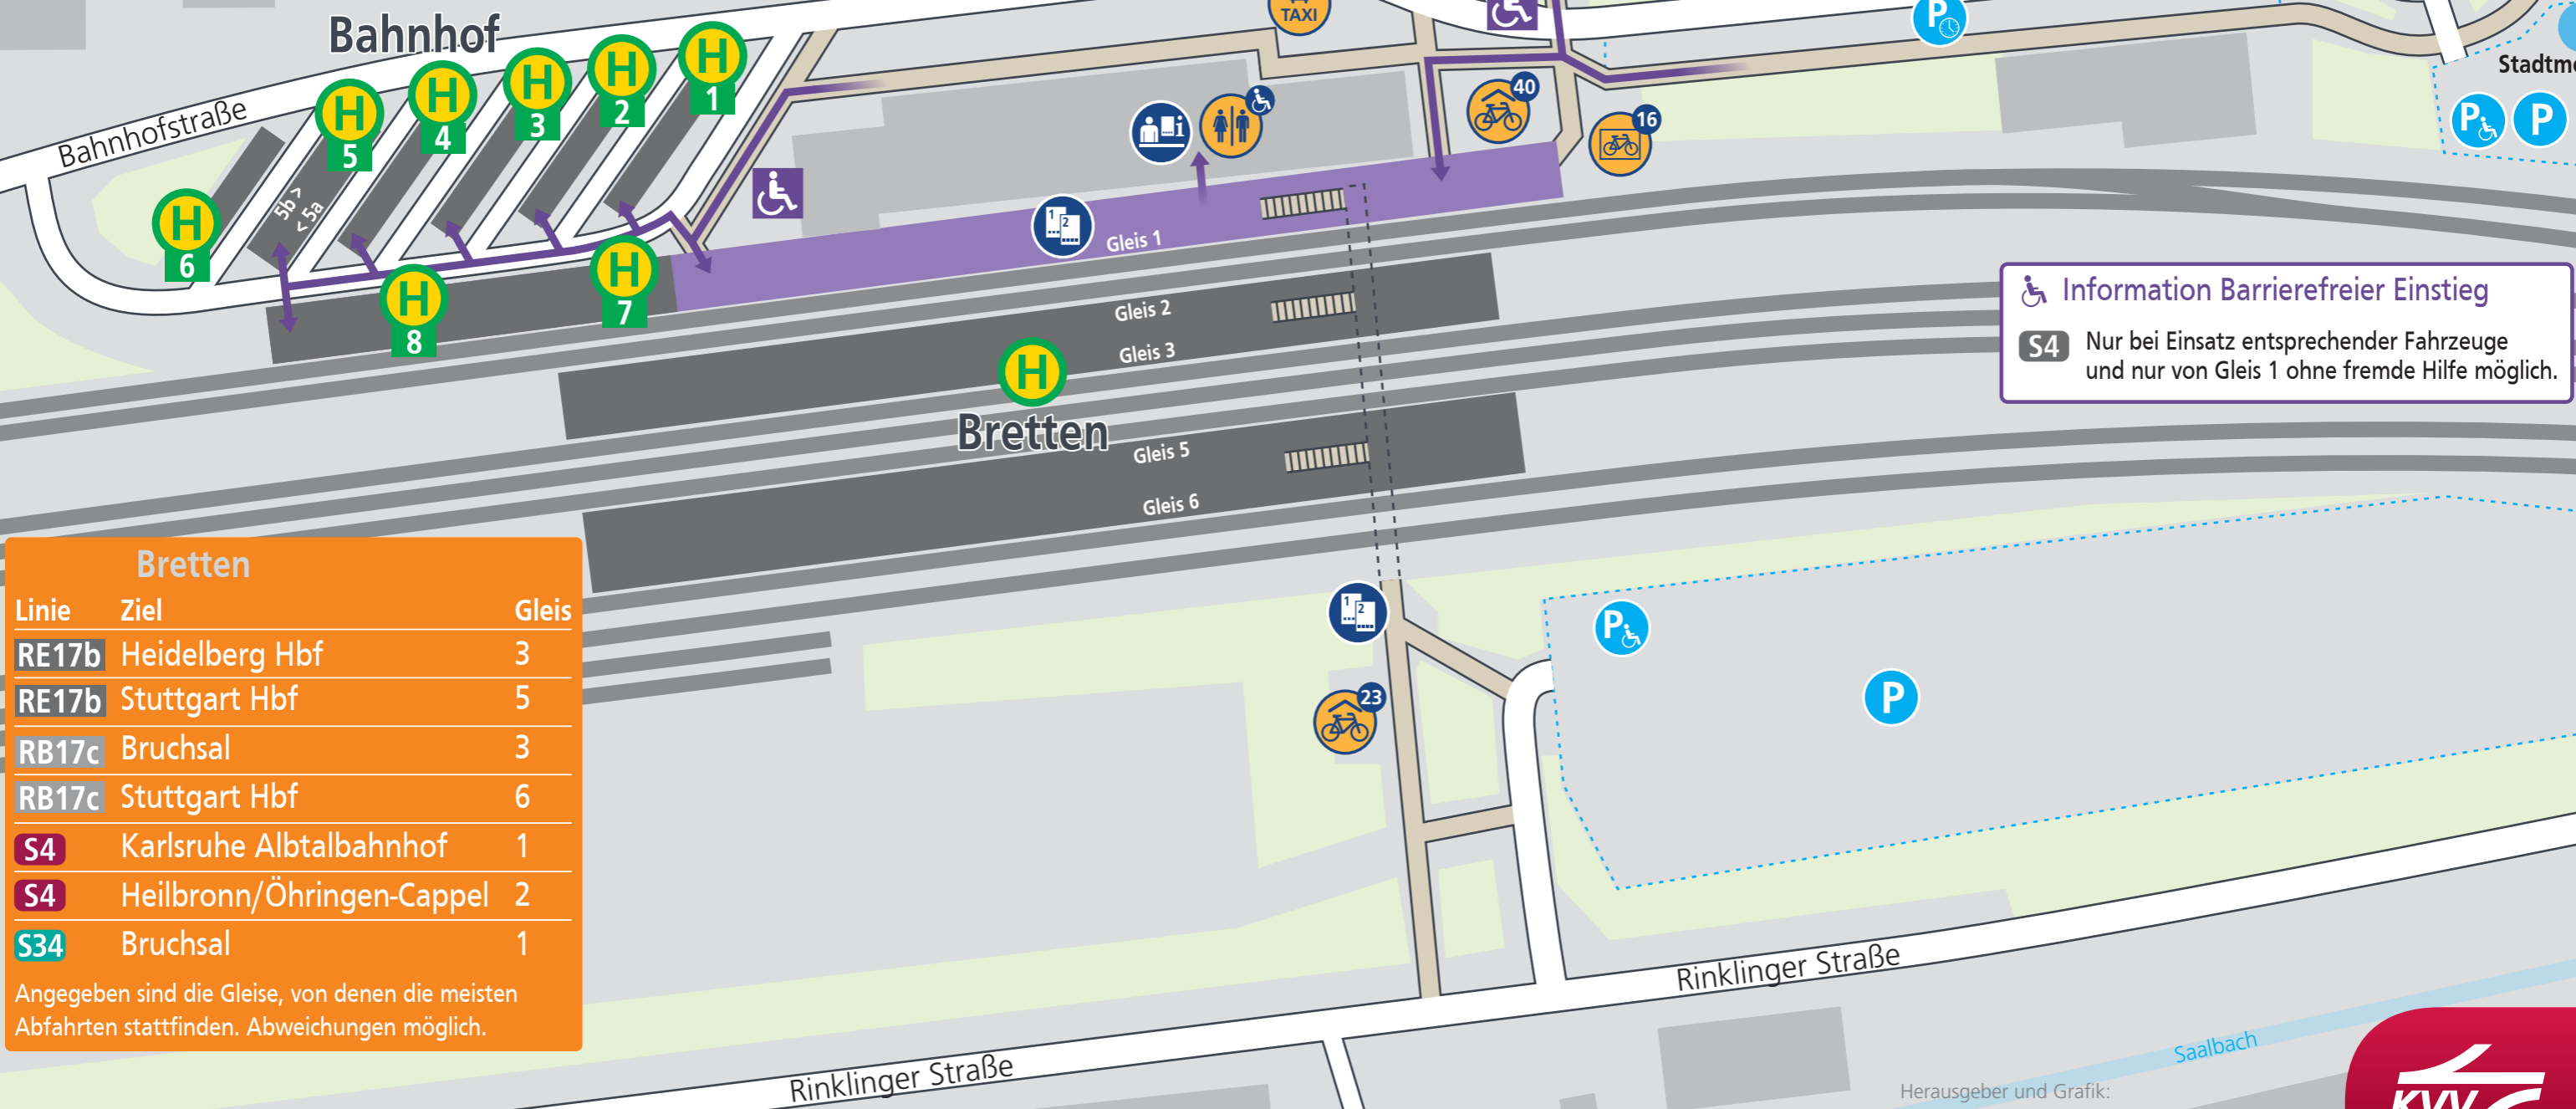 TAXI
Bahnhof
Bahnhofstraße
H 1
H 2
H 3
H 4
H 5
5b >
< 5a
H 6
H 7
H 8
P
40
16
i
1 2
Gleis 1
Gleis 2
Gleis 3
H
Bretten
Gleis 5
Gleis 6
P
P
Information Barrierefreier Einstieg
S4 Nur bei Einsatz entsprechender Fahrzeuge
und nur von Gleis 1 ohne fremde Hilfe möglich.
Bretten
Linie Ziel Gleis
RE17b Heidelberg Hbf 3
RE17b Stuttgart Hbf 5
RB17c Bruchsal 3
RB17c Stuttgart Hbf 6
S4 Karlsruhe Albtalbahnhof 1
S4 Heilbronn/Öhringen-Cappel 2
S34 Bruchsal 1
Angegeben sind die Gleise, von denen die meisten
Abfahrten stattfinden. Abweichungen möglich.
1 2
23
P
P
Rinklinger Straße
Rinklinger Straße
Saalbach
Herausgeber und Grafik:
KVV